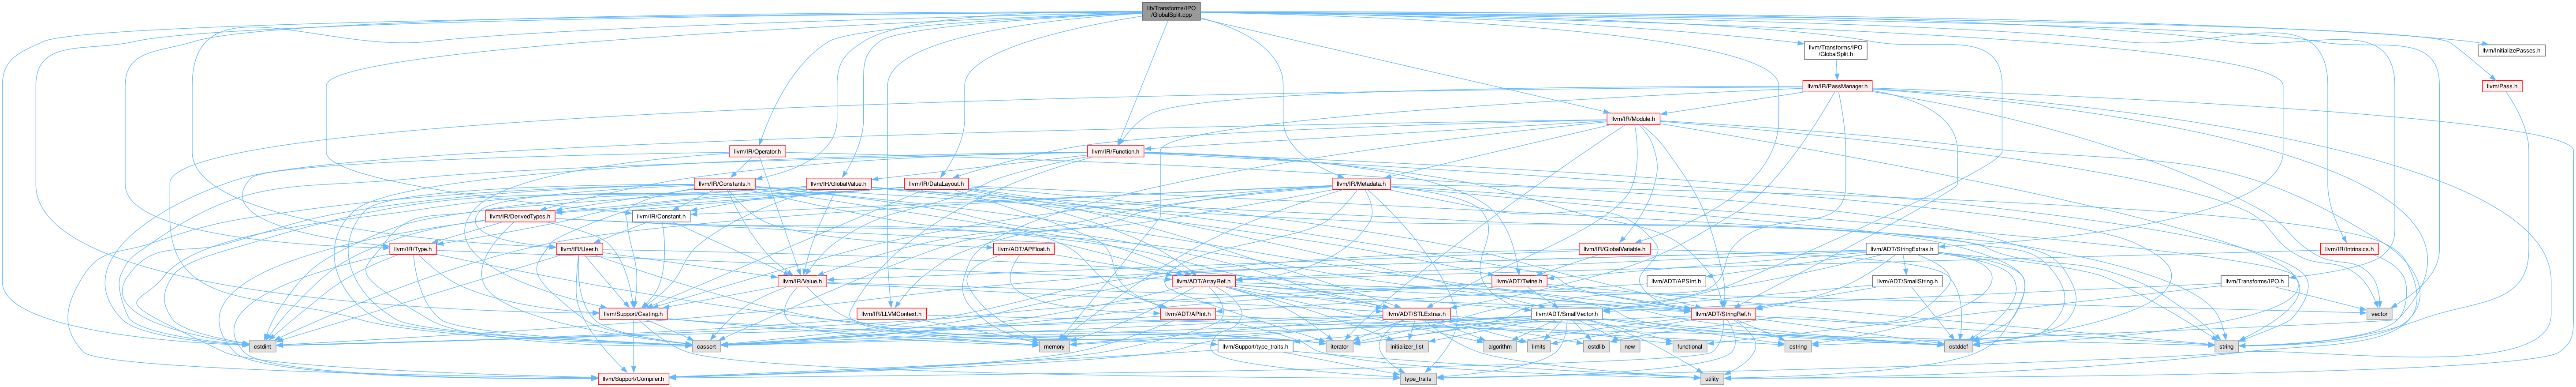 lib/Transforms/IPO
/GlobalSplit.cpp
llvm/Transforms/IPO
/GlobalSplit.h
llvm/InitializePasses.h
llvm/IR/PassManager.h
llvm/Pass.h
llvm/IR/Module.h
llvm/IR/Operator.h
llvm/IR/Function.h
llvm/IR/Constants.h
llvm/IR/GlobalValue.h
llvm/IR/DataLayout.h
llvm/IR/Metadata.h
llvm/IR/DerivedTypes.h
llvm/IR/Constant.h
llvm/IR/Type.h
llvm/IR/User.h
llvm/ADT/APFloat.h
llvm/IR/GlobalVariable.h
llvm/ADT/StringExtras.h
llvm/IR/Intrinsics.h
llvm/IR/Value.h
llvm/ADT/ArrayRef.h
llvm/ADT/Twine.h
llvm/ADT/APSInt.h
llvm/ADT/SmallString.h
llvm/Transforms/IPO.h
llvm/Support/Casting.h
llvm/IR/LLVMContext.h
llvm/ADT/APInt.h
llvm/ADT/STLExtras.h
llvm/ADT/SmallVector.h
llvm/ADT/StringRef.h
vector
cstdint
cassert
memory
llvm/Support/type_traits.h
iterator
initializer_list
algorithm
limits
cstdlib
new
functional
cstring
cstddef
string
llvm/Support/Compiler.h
type_traits
utility